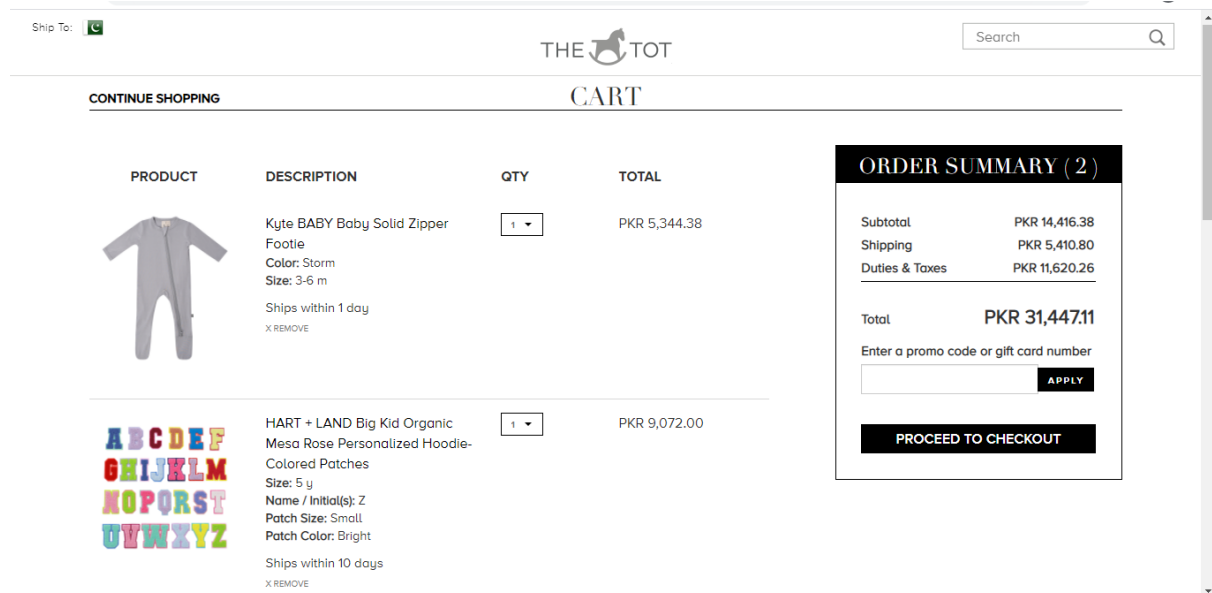 Ship To:
THE TOT
Search
CONTINUE SHOPPING
CART
PRODUCT DESCRIPTION QTY TOTAL
Kyte BABY Baby Solid Zipper
Footie
Color: Storm
Size: 3-6 m
Ships within 1 day
X REMOVE
1
PKR 5,344.38
A B C D E F
G H I J K L M
N O P Q R S T
U V W X Y Z
HART + LAND Big Kid Organic
Mesa Rose Personalized Hoodie-
Colored Patches
Size: 5 y
Name / Initial(s): Z
Patch Size: Small
Patch Color: Bright
Ships within 10 days
X REMOVE
1
PKR 9,072.00
ORDER SUMMARY ( 2 )
Subtotal PKR 14,416.38
Shipping PKR 5,410.80
Duties & Taxes PKR 11,620.26
Total PKR 31,447.11
Enter a promo code or gift card number
APPLY
PROCEED TO CHECKOUT